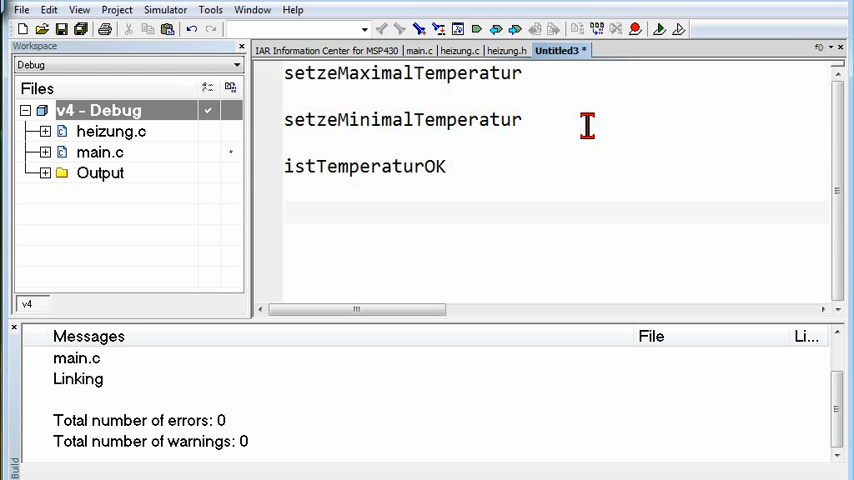 File Edit View Project Simulator Tools Window Help
Workspace
IAR Information Center for MSP430 main.c heizung.c heizung.h Untitled3 * f0
Debug
setzeMaximalTemperatur
Files
v4 - Debug
setzeMinimalTemperatur
heizung.c
main.c
istTemperaturOK
Output
v4
Messages File Li...
main.c
Linking
Total number of errors: 0
Total number of warnings: 0
Build